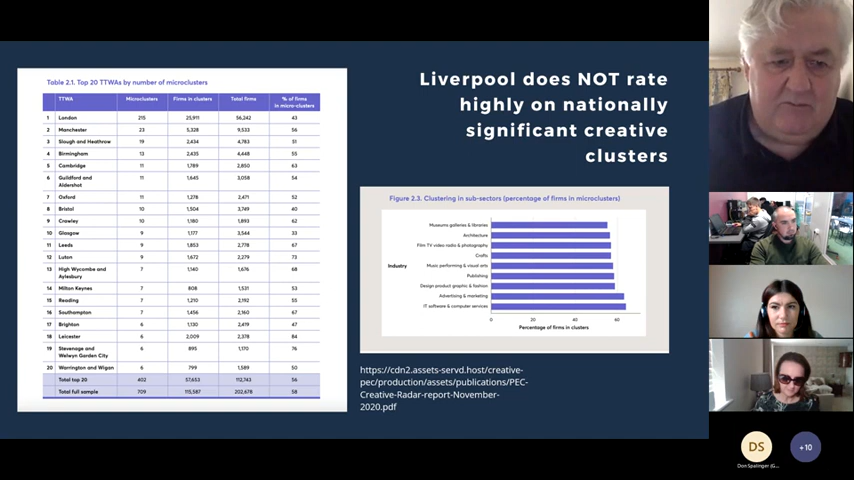 Table 2.1. Top 20 TTWAs by number of microclusters
TTWA Microclusters Firms in clusters Total firms % of firms
in micro-clusters
1 London 215 25,911 56,242 43
2 Manchester 23 5,328 9,533 56
3 Slough and Heathrow 19 2,434 4,783 51
4 Birmingham 13 2,435 4,448 55
5 Cambridge 11 1,789 2,850 63
6 Guildford and
Aldershot 11 1,645 3,058 54
7 Oxford 11 1,278 2,471 52
8 Bristol 10 1,504 3,749 40
9 Crawley 10 1,180 1,893 62
10 Glasgow 9 1,177 3,544 33
11 Leeds 9 1,853 2,778 67
12 Luton 9 1,672 2,279 73
13 High Wycombe and
Aylesbury 7 1,140 1,676 68
14 Milton Keynes 7 808 1,531 53
15 Reading 7 1,210 2,192 55
16 Southampton 7 1,456 2,160 67
17 Brighton 6 1,130 2,419 47
18 Leicester 6 2,009 2,378 84
19 Stevenage and
Welwyn Garden City 6 895 1,170 76
20 Warrington and Wigan 6 799 1,589 50
Total top 20 402 57,653 112,743 56
Total full sample 709 115,587 202,678 58
Liverpool does NOT rate
highly on nationally
significant creative
clusters
Figure 2.3. Clustering in sub-sectors (percentage of firms in microclusters)
Industry
Museums galleries & libraries
Architecture
Film TV video radio & photography
Crafts
Music performing & visual arts
Publishing
Design product graphic & fashion
Advertising & marketing
IT software & computer services
0 20 40 60
Percentage of firms in clusters
https://cdn2.assets-servd.host/creative-
pec/production/assets/publications/PEC-
Creative-Radar-report-November-
2020.pdf
DS
Don Spalinger (G...
+10